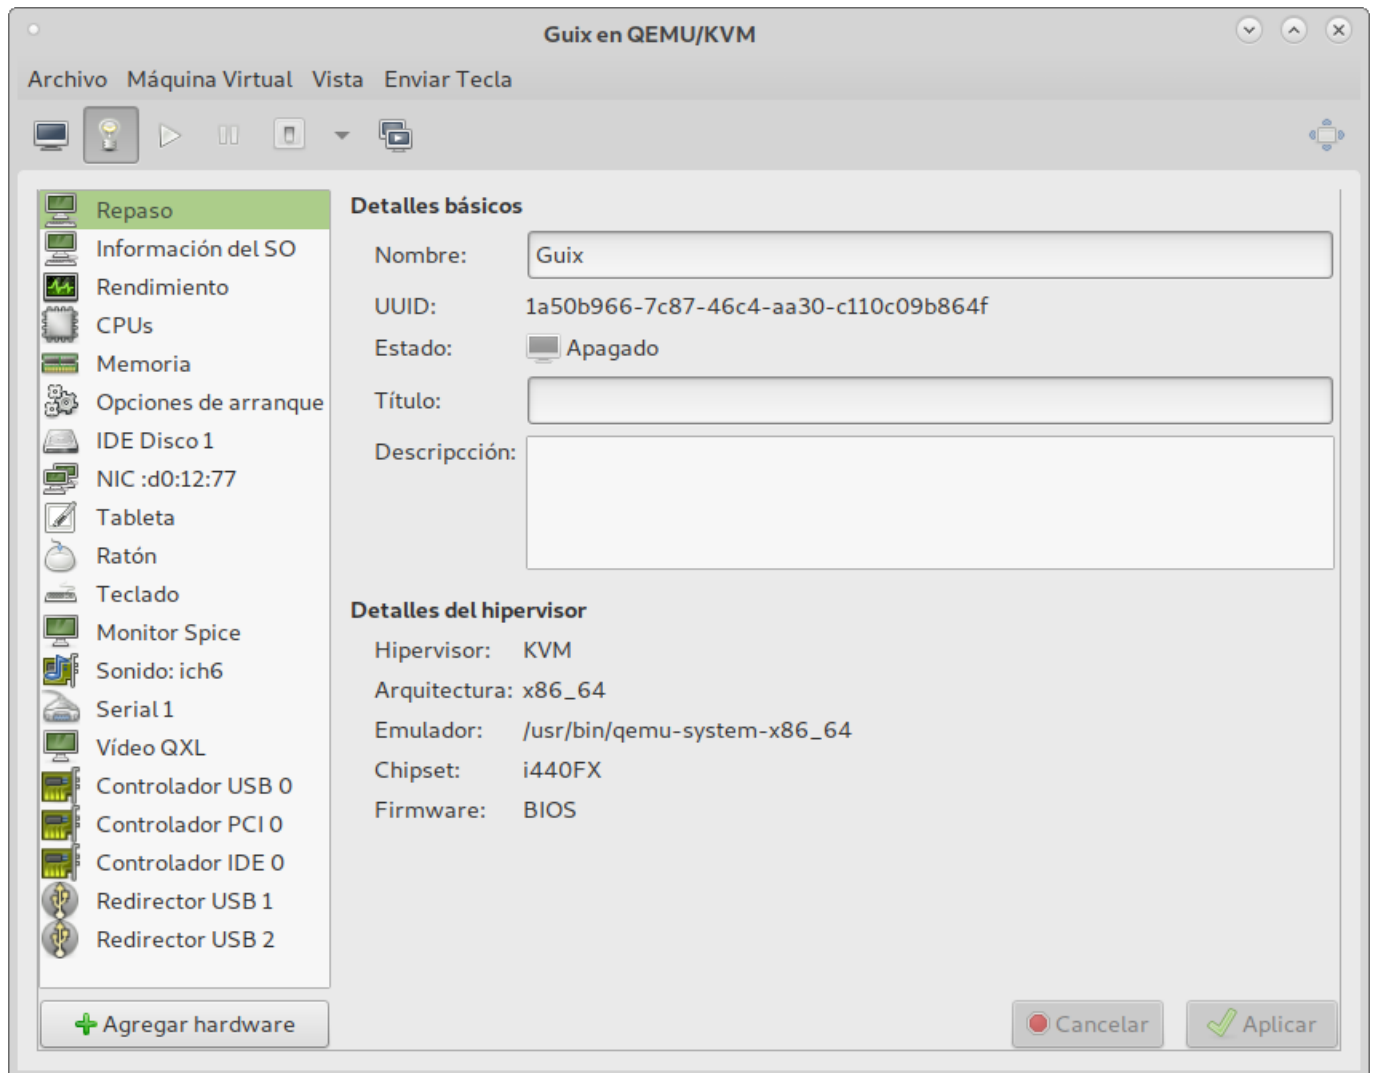 Guix en QEMU/KVM
Archivo Máquina Virtual Vista Enviar Tecla
Repaso
Información del SO
Rendimiento
CPUs
Memoria
Opciones de arranque
IDE Disco 1
NIC :d0:12:77
Tableta
Ratón
Teclado
Monitor Spice
Sonido: ich6
Serial 1
Vídeo QXL
Controlador USB 0
Controlador PCI 0
Controlador IDE 0
Redirector USB 1
Redirector USB 2
Agregar hardware
Detalles básicos
Nombre: Guix
UUID: 1a50b966-7c87-46c4-aa30-c110c09b864f
Estado: Apagado
Título:
Descripcción:
Detalles del hipervisor
Hipervisor: KVM
Arquitectura: x86_64
Emulador: /usr/bin/qemu-system-x86_64
Chipset: i440FX
Firmware: BIOS
Cancelar Aplicar